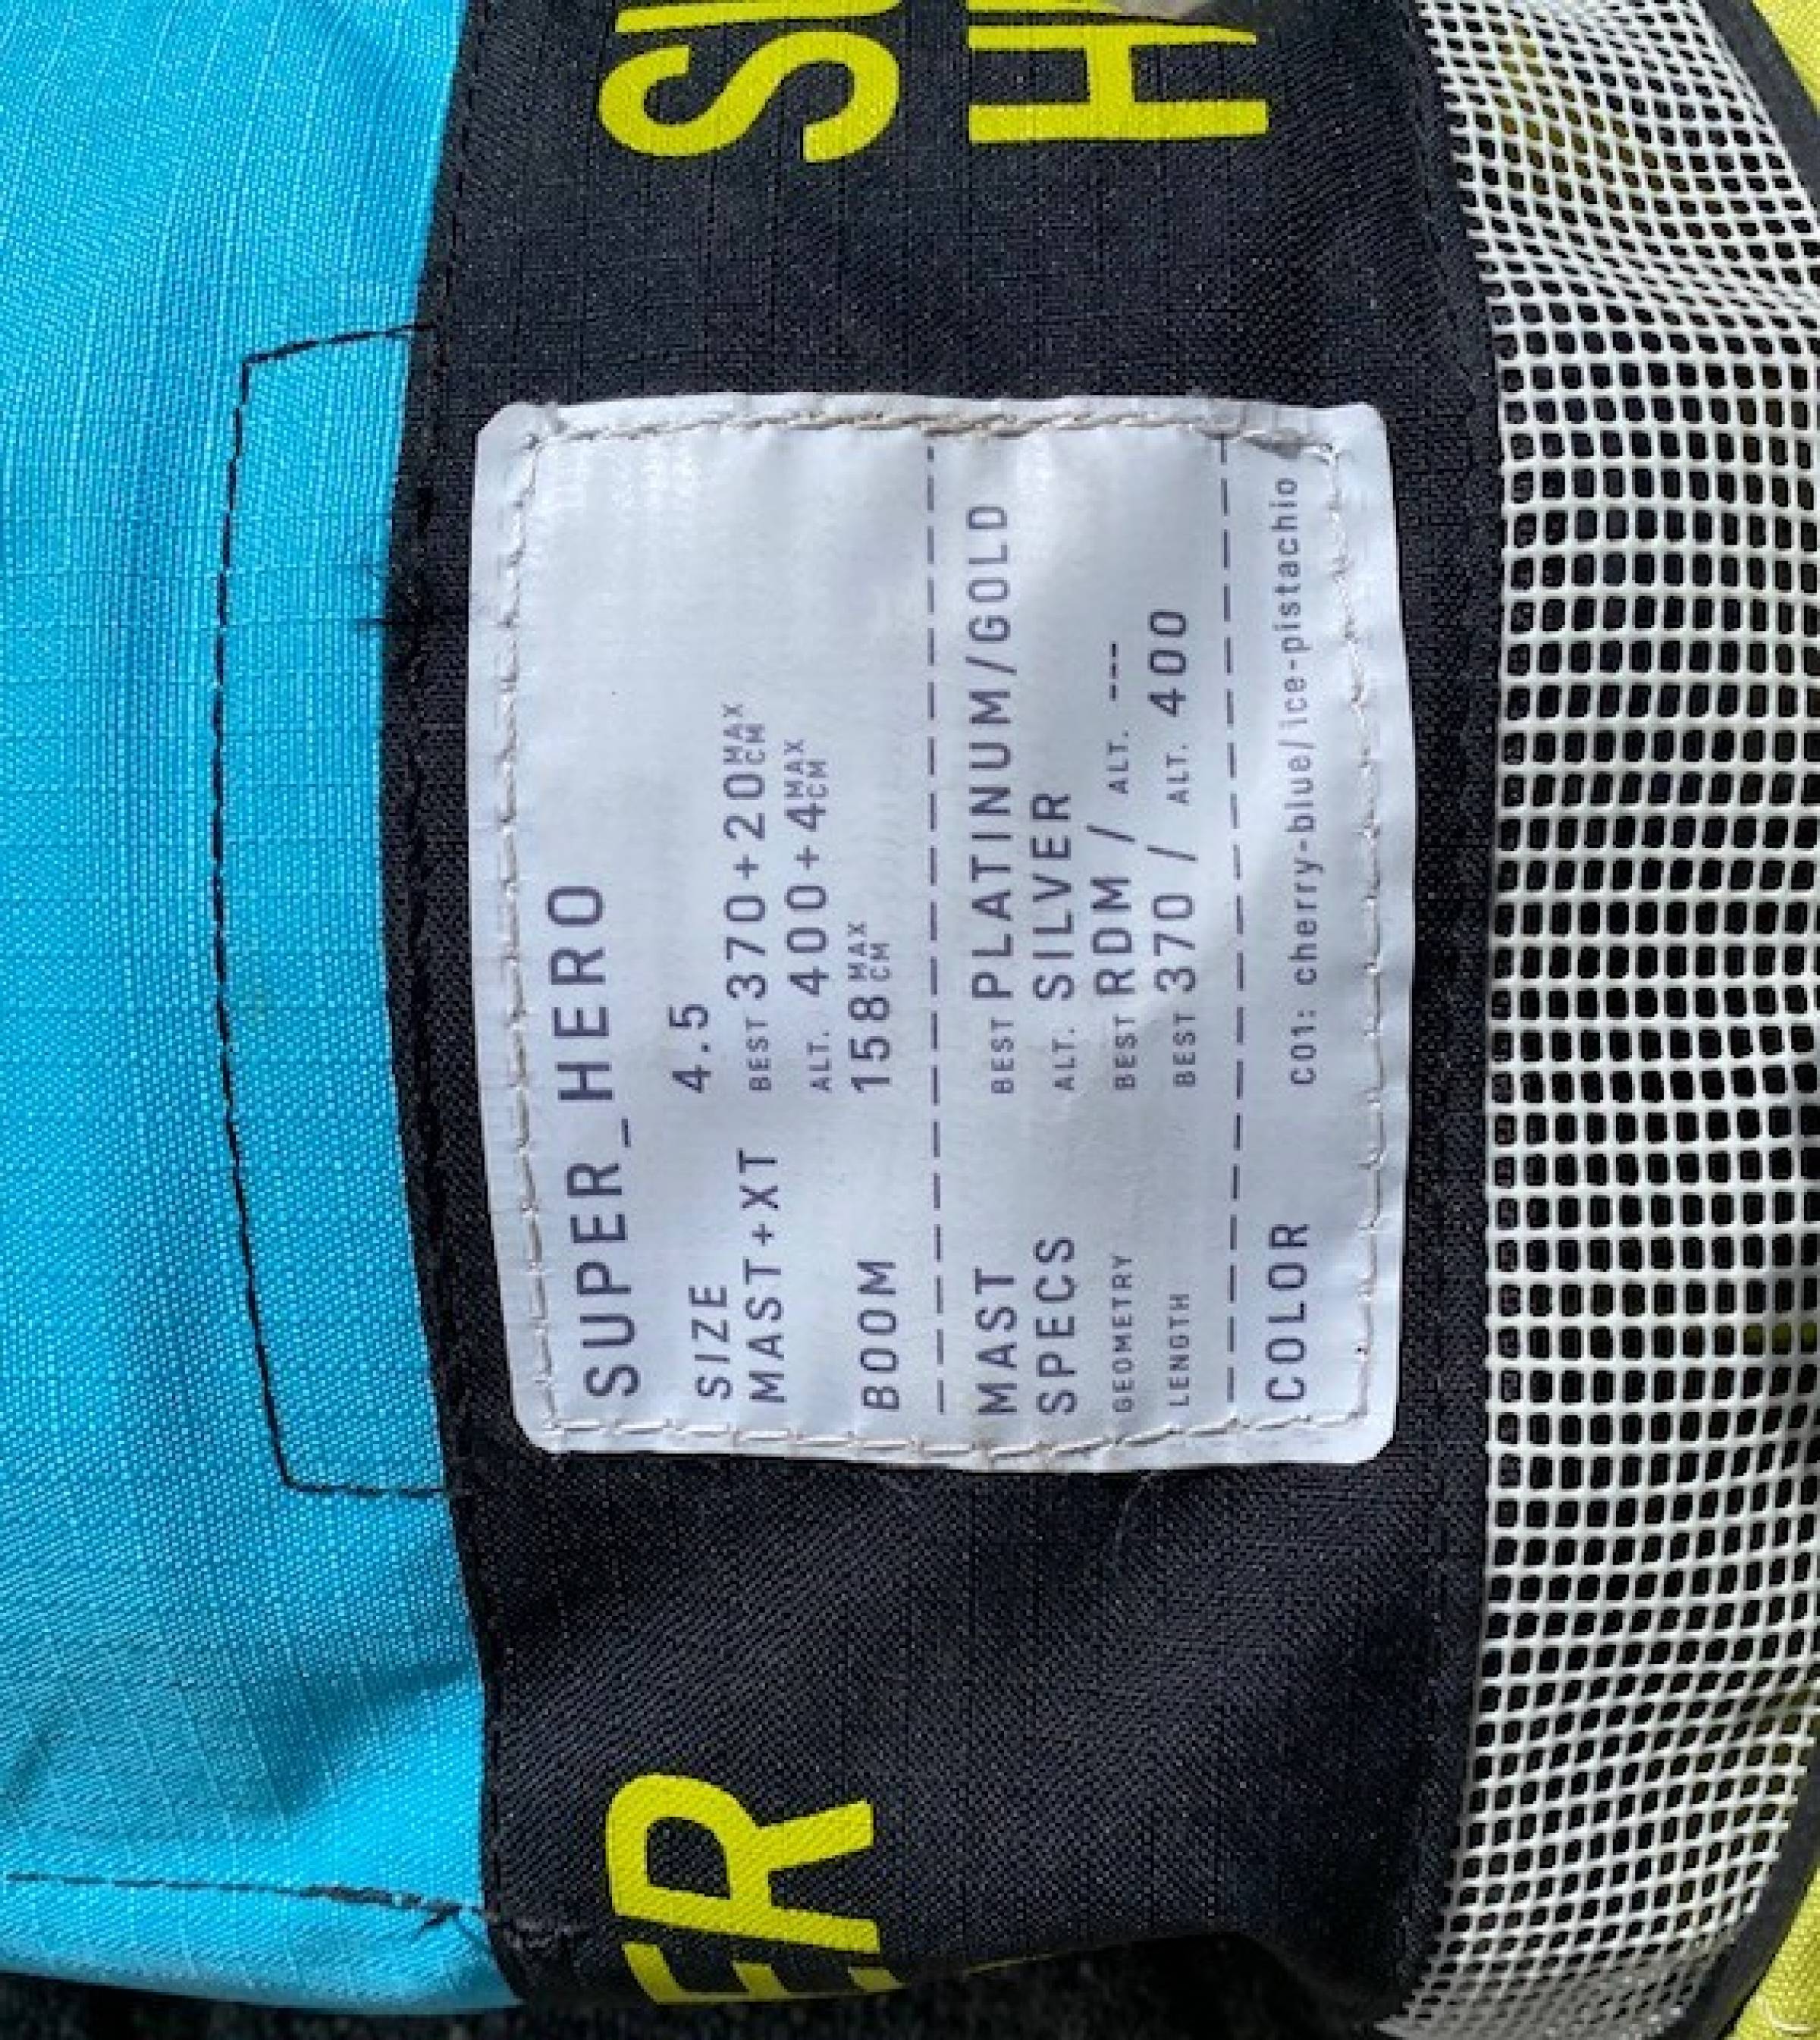 SUPER_HERO
SIZE 4.5
MAST+XT BEST 370+20 MAX CM
ALT. 400+4 MAX CM
BOOM 158 MAX CM
MAST BEST PLATINUM/GOLD
SPECS ALT. SILVER
GEOMETRY BEST RDM / ALT. ---
LENGTH BEST 370 / ALT. 400
COLOR C01: cherry-blue/ice-pistachio